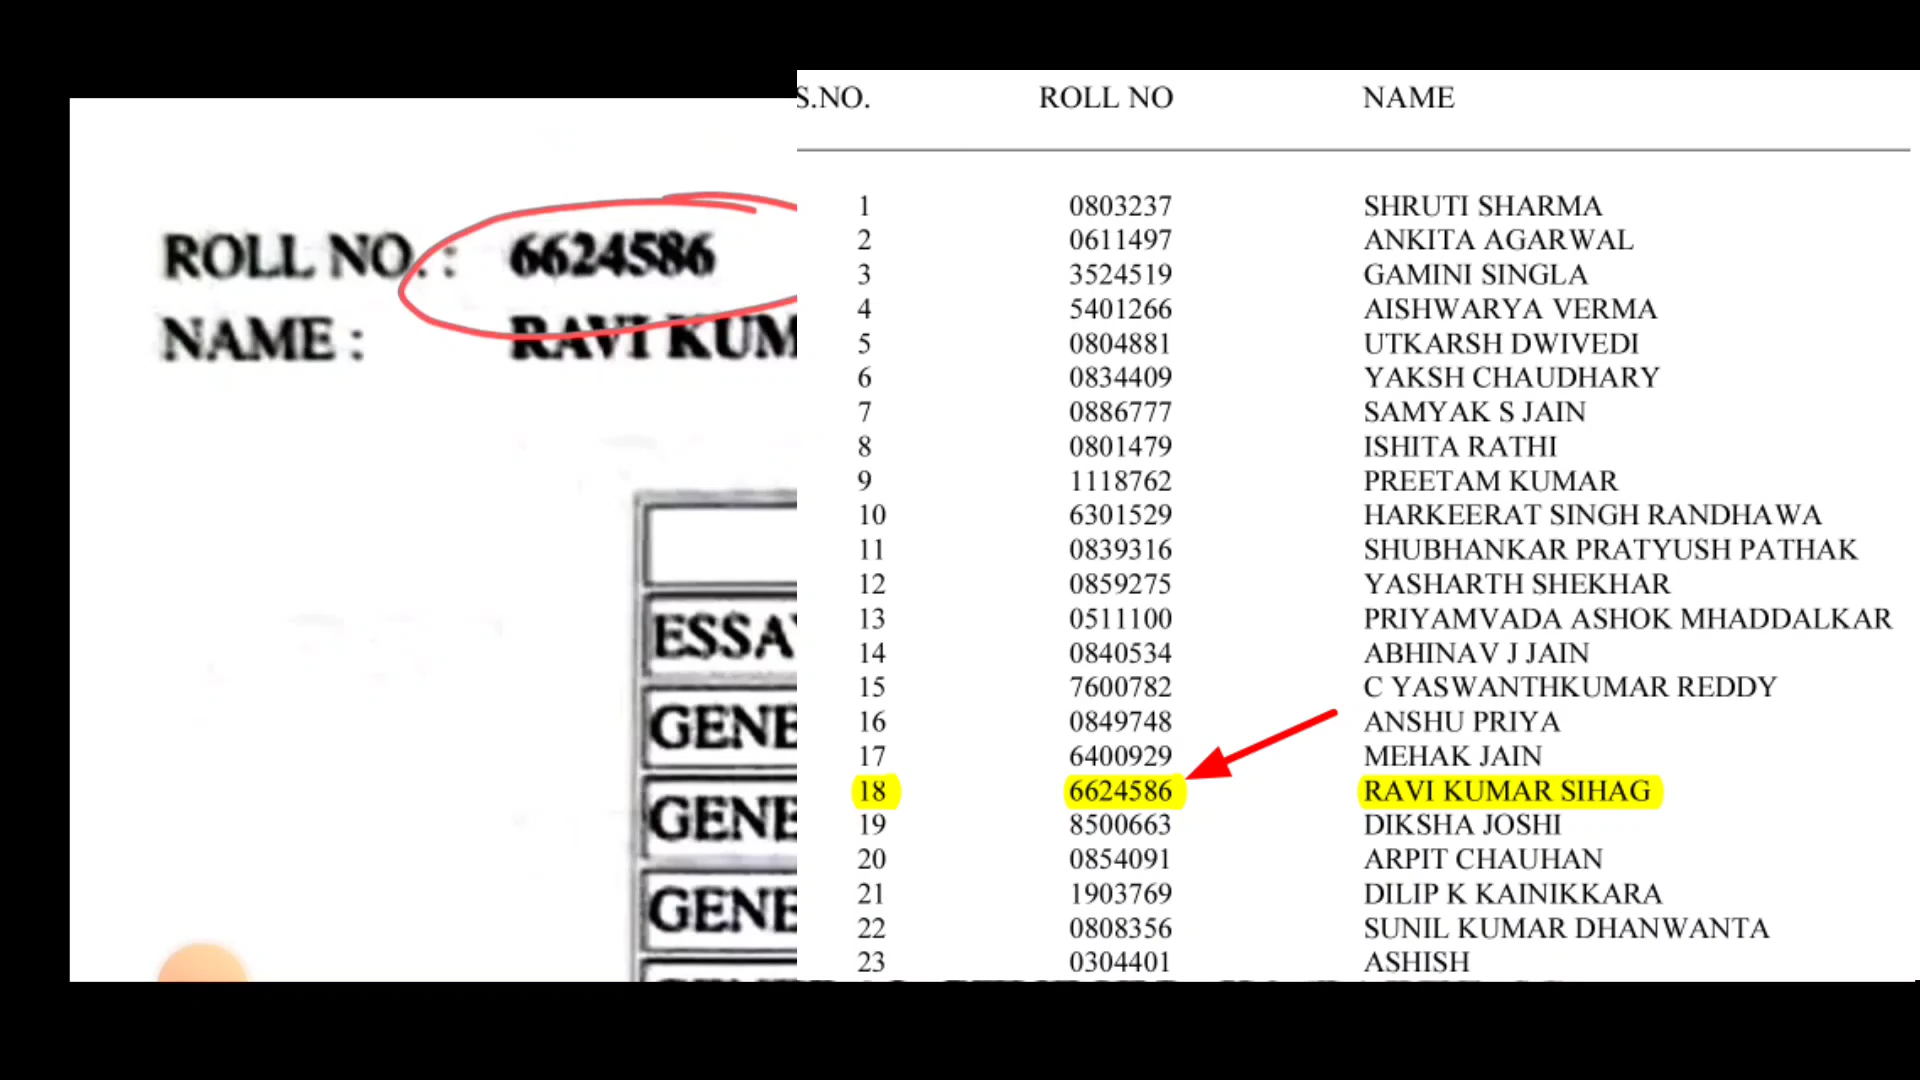 ROLL NO. : 6624586
NAME : RAVI KUM
ESSAY
GENE
GENE
GENE
S.NO. ROLL NO NAME
1 0803237 SHRUTI SHARMA
2 0611497 ANKITA AGARWAL
3 3524519 GAMINI SINGLA
4 5401266 AISHWARYA VERMA
5 0804881 UTKARSH DWIVEDI
6 0834409 YAKSH CHAUDHARY
7 0886777 SAMYAK S JAIN
8 0801479 ISHITA RATHI
9 1118762 PREETAM KUMAR
10 6301529 HARKEERAT SINGH RANDHAWA
11 0839316 SHUBHANKAR PRATYUSH PATHAK
12 0859275 YASHARTH SHEKHAR
13 0511100 PRIYAMVADA ASHOK MHADDALKAR
14 0840534 ABHINAV J JAIN
15 7600782 C YASWANTHKUMAR REDDY
16 0849748 ANSHU PRIYA
17 6400929 MEHAK JAIN
18 6624586 RAVI KUMAR SIHAG
19 8500663 DIKSHA JOSHI
20 0854091 ARPIT CHAUHAN
21 1903769 DILIP K KAINIKKARA
22 0808356 SUNIL KUMAR DHANWANTA
23 0304401 ASHISH